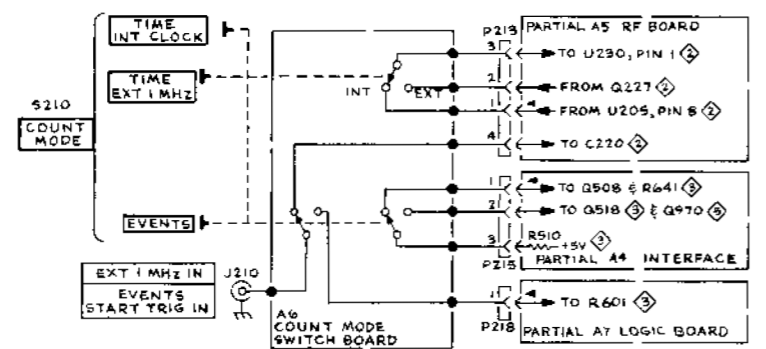 TIME
INT CLOCK
TIME
EXT 1 MHz
S210
COUNT
MODE
EVENTS
EXT 1 MHz IN
EVENTS
START TRIG IN
J210
INT
EXT
A6
COUNT MODE
SWITCH BOARD
P213
PARTIAL A5 RF BOARD
3 TO U230, PIN 1 2
2 FROM Q227 2
1 FROM U205, PIN 8 2
4 TO C220 2
1 TO Q508 & R641 3
2 TO Q518 3 & Q970 5
3 R510 +5V 3
P215
PARTIAL A4 INTERFACE
1 TO R601 3
P218
PARTIAL A7 LOGIC BOARD